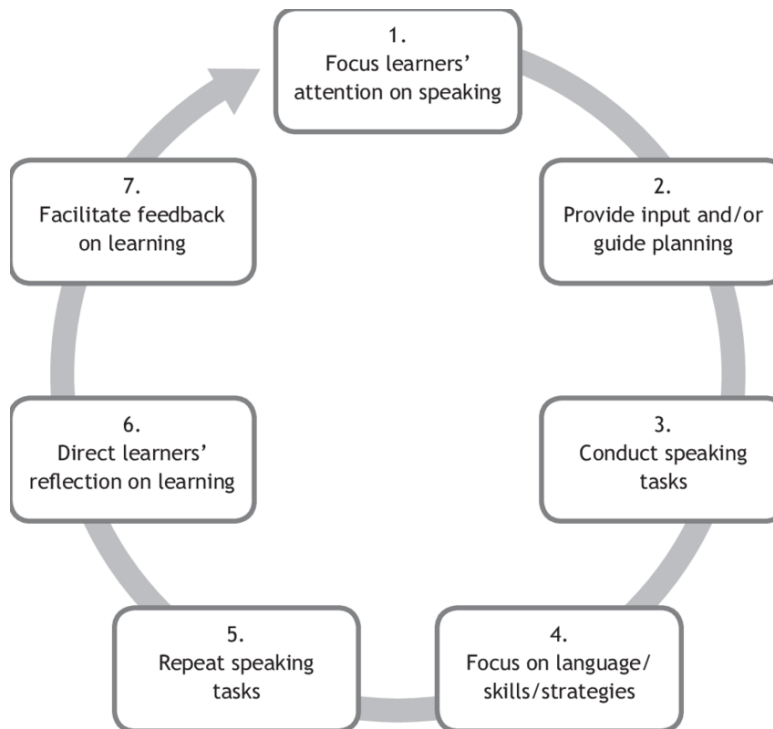 1.
Focus learners’
attention on speaking
2.
Provide input and/or
guide planning
3.
Conduct speaking
tasks
4.
Focus on language/
skills/strategies
5.
Repeat speaking
tasks
6.
Direct learners’
reflection on learning
7.
Facilitate feedback
on learning